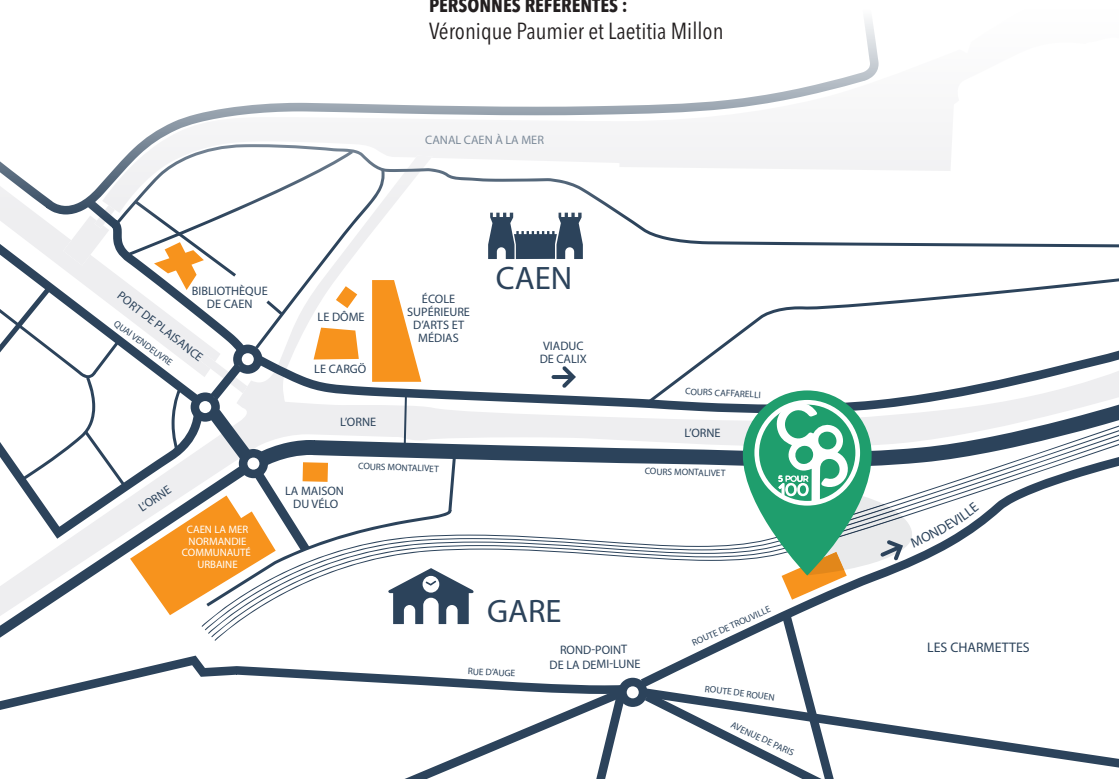 PERSONNES RÉFÉRENTES :
Véronique Paumier et Laetitia Millon
CANAL CAEN À LA MER
CAEN
BIBLIOTHÈQUE
DE CAEN
PORT DE PLAISANCE
QUAI VENDEUVRE
LE DÔME
LE CARGÖ
ÉCOLE
SUPÉRIEURE
D'ARTS ET
MÉDIAS
VIADUC
DE CALIX
COURS CAFFARELLI
L'ORNE
L'ORNE
COURS MONTALIVET
COURS MONTALIVET
5 POUR
100
LA MAISON
DU VÉLO
L'ORNE
CAEN LA MER
NORMANDIE
COMMUNAUTÉ
URBAINE
MONDEVILLE
GARE
ROUTE DE TROUVILLE
ROND-POINT
DE LA DEMI-LUNE
LES CHARMETTES
RUE D'AUGE
ROUTE DE ROUEN
AVENUE DE PARIS